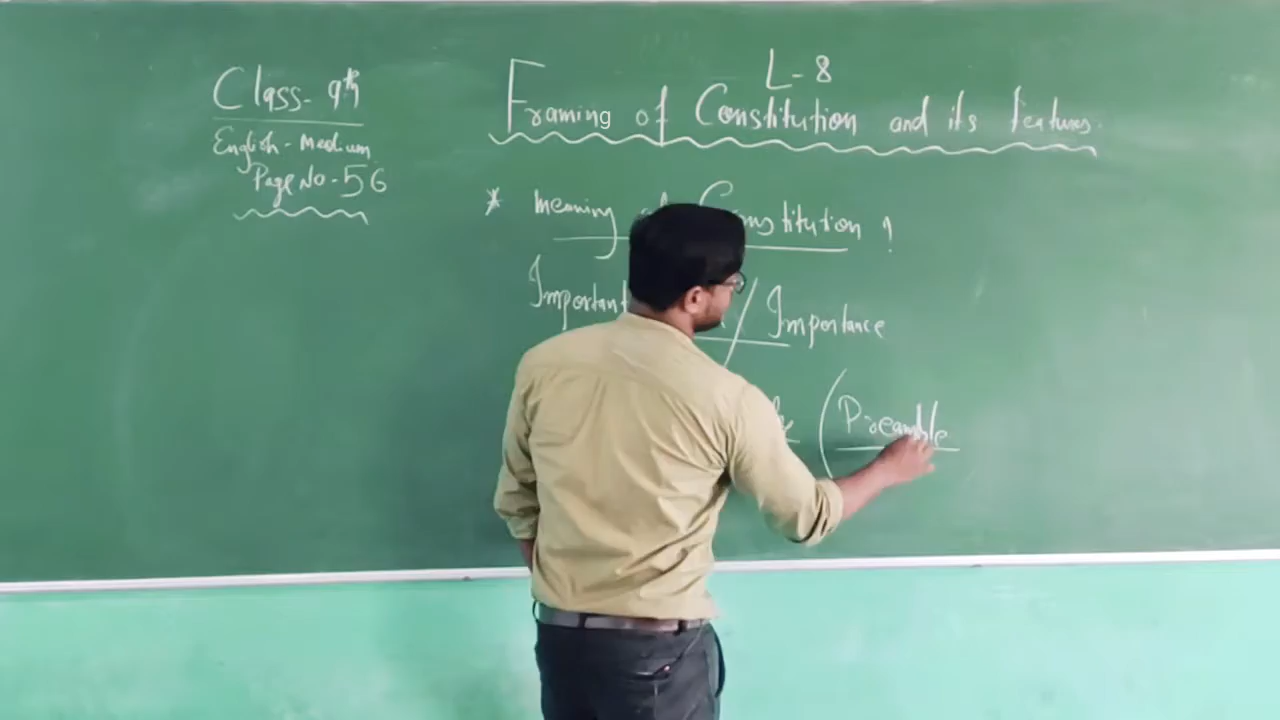 Class- 9th
English - Medium
Page No - 56
L - 8
Framing of Constitution and its features.
* Meaning Constitution ?
Important / Importance
(Preamble